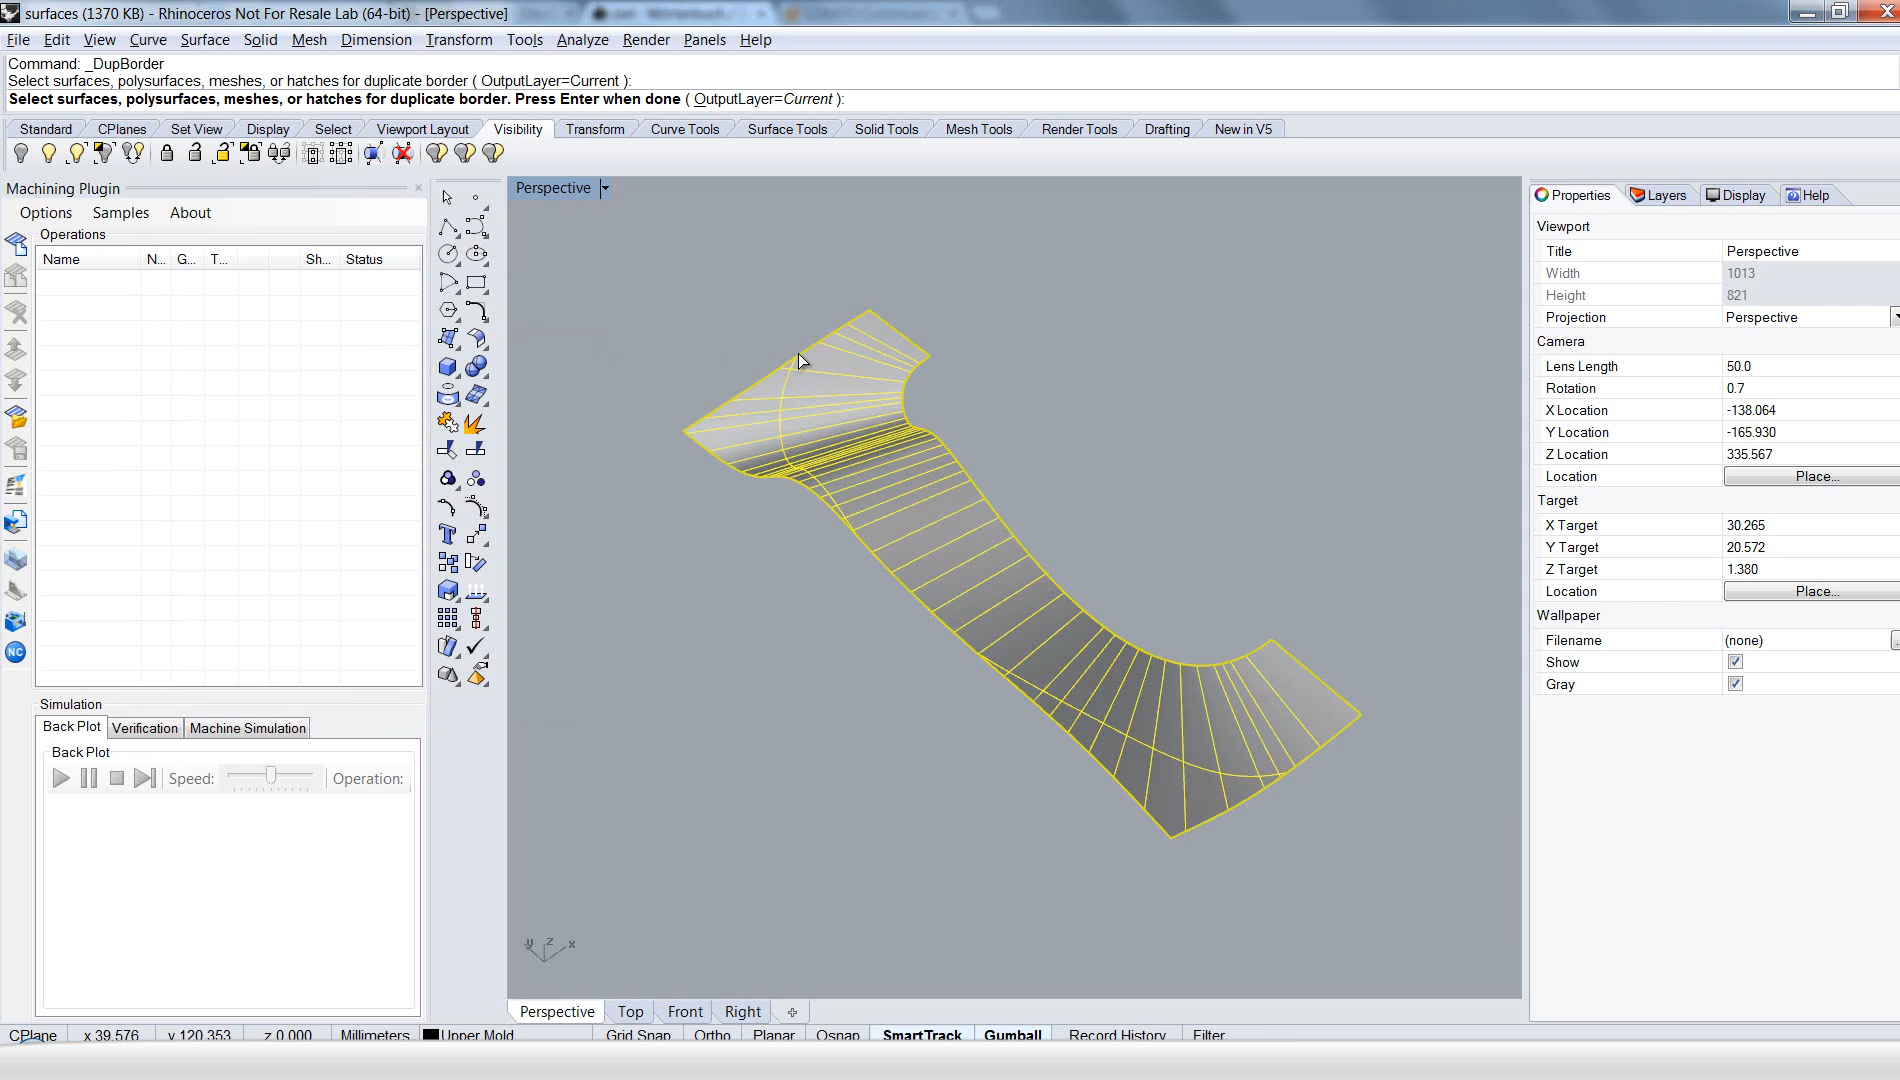 surfaces (1370 KB) - Rhinoceros Not For Resale Lab (64-bit) - [Perspective]
File Edit View Curve Surface Solid Mesh Dimension Transform Tools Analyze Render Panels Help
Command: _DupBorder
Select surfaces, polysurfaces, meshes, or hatches for duplicate border ( OutputLayer=Current ):
Select surfaces, polysurfaces, meshes, or hatches for duplicate border. Press Enter when done ( OutputLayer=Current ):
Standard CPlanes Set View Display Select Viewport Layout Visibility Transform Curve Tools Surface Tools Solid Tools Mesh Tools Render Tools Drafting New in V5
Machining Plugin
Options Samples About
Operations
Name N... G... T... Sh... Status
NC
Simulation
Back Plot Verification Machine Simulation
Back Plot
Speed: Operation:
Perspective
y z x
Perspective Top Front Right
Properties Layers Display Help
Viewport
Title Perspective
Width 1013
Height 821
Projection Perspective
Camera
Lens Length 50.0
Rotation 0.7
X Location -138.064
Y Location -165.930
Z Location 335.567
Location Place...
Target
X Target 30.265
Y Target 20.572
Z Target 1.380
Location Place...
Wallpaper
Filename (none)
Show
Gray
CPlane x 39.576 y 120.353 z 0.000 Millimeters Upper Mold Grid Snap Ortho Planar Osnap SmartTrack Gumball Record History Filter